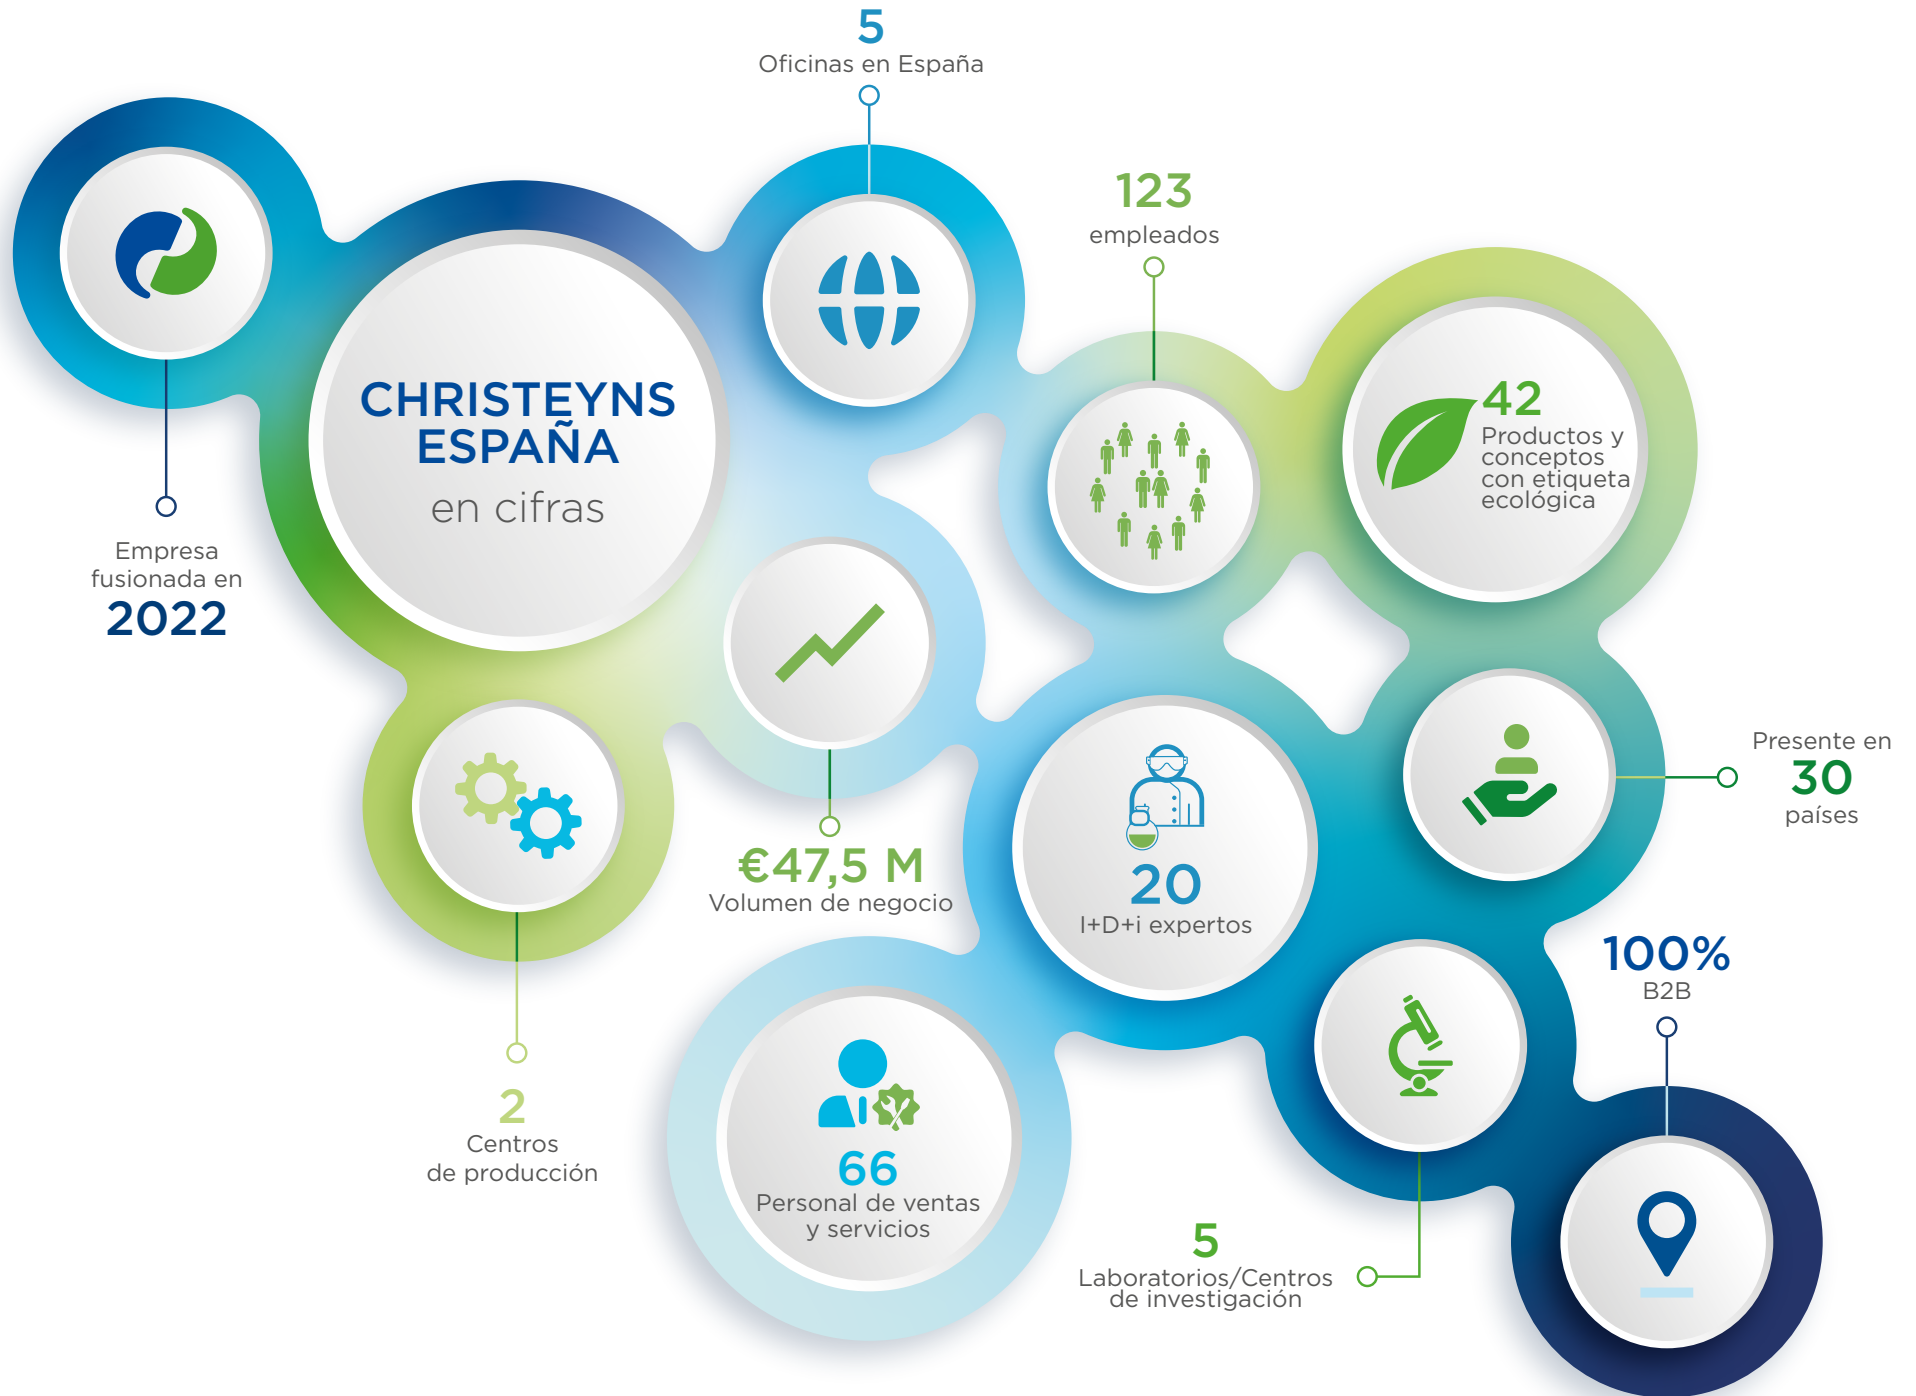 5
Oficinas en España
123
empleados
CHRISTEYNS
ESPAÑA
en cifras
42
Productos y
conceptos
con etiqueta
ecológica
Empresa
fusionada en
2022
Presente en
30
países
€47,5 M
Volumen de negocio
20
I+D+i expertos
100%
B2B
2
Centros
de producción
66
Personal de ventas
y servicios
5
Laboratorios/Centros
de investigación